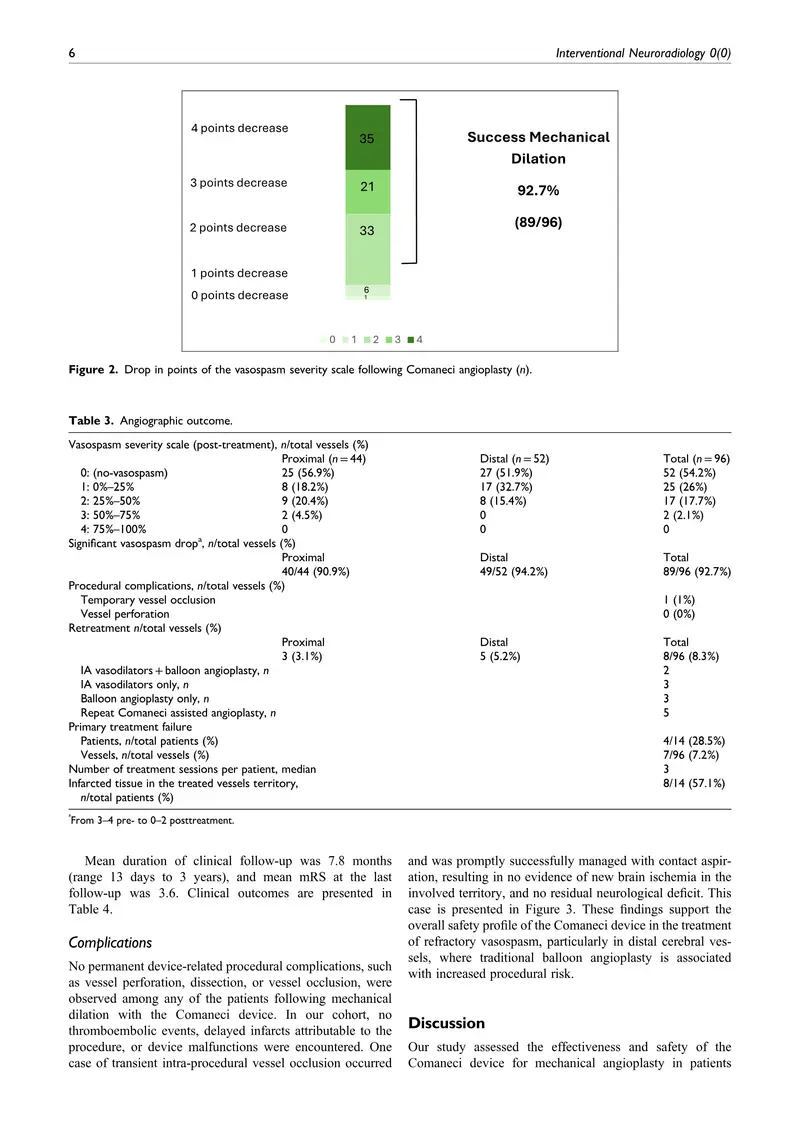 6
Interventional Neuroradiology 0(0)
4 points decrease
35
3 points decrease
21
2 points decrease
33
1 points decrease
6
0 points decrease
1
Success Mechanical
Dilation
92.7%
(89/96)
0 1 2 3 4
Figure 2. Drop in points of the vasospasm severity scale following Comaneci angioplasty (n).
Table 3. Angiographic outcome.
Vasospasm severity scale (post-treatment), n/total vessels (%)
Proximal (n = 44) Distal (n = 52) Total (n = 96)
0: (no-vasospasm) 25 (56.9%) 27 (51.9%) 52 (54.2%)
1: 0%–25% 8 (18.2%) 17 (32.7%) 25 (26%)
2: 25%–50% 9 (20.4%) 8 (15.4%) 17 (17.7%)
3: 50%–75% 2 (4.5%) 0 2 (2.1%)
4: 75%–100% 0 0 0
Significant vasospasm dropᵃ, n/total vessels (%)
Proximal Distal Total
40/44 (90.9%) 49/52 (94.2%) 89/96 (92.7%)
Procedural complications, n/total vessels (%)
Temporary vessel occlusion 1 (1%)
Vessel perforation 0 (0%)
Retreatment n/total vessels (%)
Proximal Distal Total
3 (3.1%) 5 (5.2%) 8/96 (8.3%)
IA vasodilators + balloon angioplasty, n 2
IA vasodilators only, n 3
Balloon angioplasty only, n 3
Repeat Comaneci assisted angioplasty, n 5
Primary treatment failure
Patients, n/total patients (%) 4/14 (28.5%)
Vessels, n/total vessels (%) 7/96 (7.2%)
Number of treatment sessions per patient, median 3
Infarcted tissue in the treated vessels territory, 8/14 (57.1%)
n/total patients (%)
*From 3–4 pre- to 0–2 posttreatment.
Mean duration of clinical follow-up was 7.8 months
(range 13 days to 3 years), and mean mRS at the last
follow-up was 3.6. Clinical outcomes are presented in
Table 4.
Complications
No permanent device-related procedural complications, such
as vessel perforation, dissection, or vessel occlusion, were
observed among any of the patients following mechanical
dilation with the Comaneci device. In our cohort, no
thromboembolic events, delayed infarcts attributable to the
procedure, or device malfunctions were encountered. One
case of transient intra-procedural vessel occlusion occurred
and was promptly successfully managed with contact aspir-
ation, resulting in no evidence of new brain ischemia in the
involved territory, and no residual neurological deficit. This
case is presented in Figure 3. These findings support the
overall safety profile of the Comaneci device in the treatment
of refractory vasospasm, particularly in distal cerebral ves-
sels, where traditional balloon angioplasty is associated
with increased procedural risk.
Discussion
Our study assessed the effectiveness and safety of the
Comaneci device for mechanical angioplasty in patients